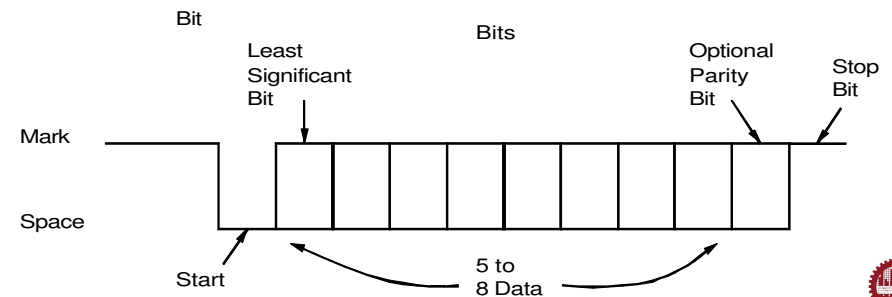 Bit
Bits
Least
Significant
Bit
Optional
Parity
Bit
Stop
Bit
Mark
Space
Start
5 to
8 Data